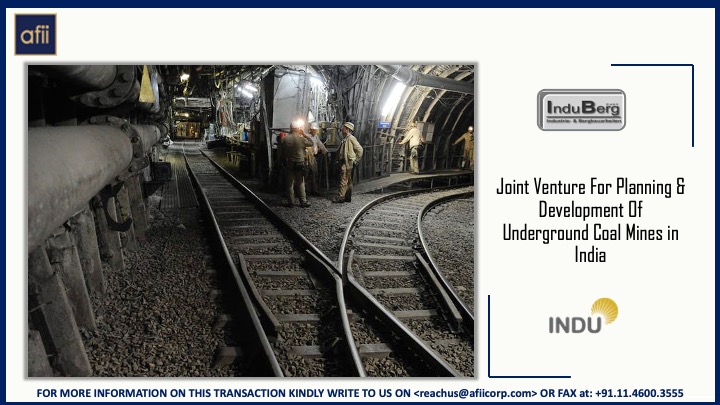 afii
InduBerg
Industrie- & Bergbauarbeiten
Joint Venture For Planning &
Development Of
Underground Coal Mines in
India
INDU
FOR MORE INFORMATION ON THIS TRANSACTION KINDLY WRITE TO US ON <reachus@afiicorp.com> OR FAX at: +91.11.4600.3555